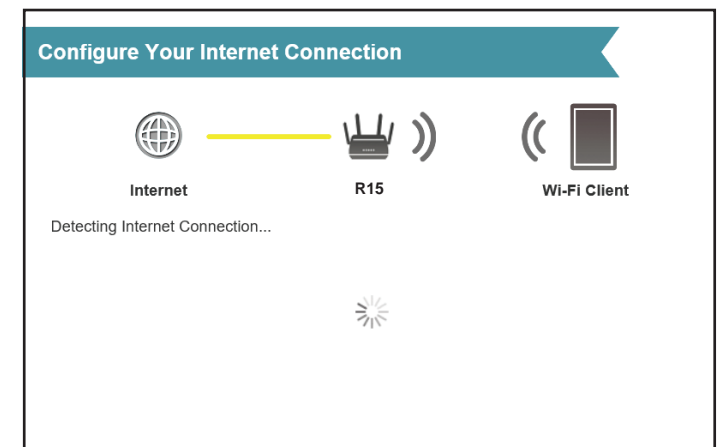 Configure Your Internet Connection
Internet
R15
Wi-Fi Client
Detecting Internet Connection...